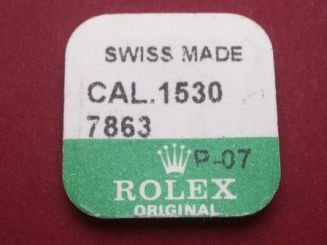 SWISS MADE
CAL.1530
7863
P-07
ROLEX
ORIGINAL